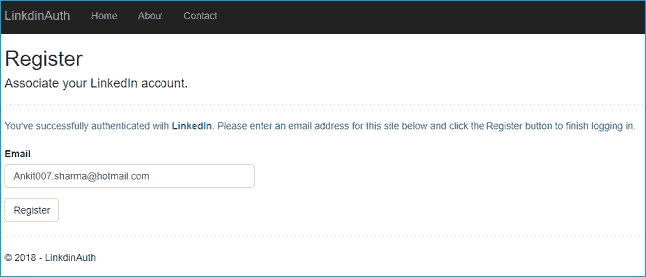 LinkdinAuth Home About Contact
Register
Associate your LinkedIn account.
You've successfully authenticated with LinkedIn. Please enter an email address for this site below and click the Register button to finish logging in.
Email
Ankit007.sharma@hotmail.com
Register
© 2018 - LinkdinAuth